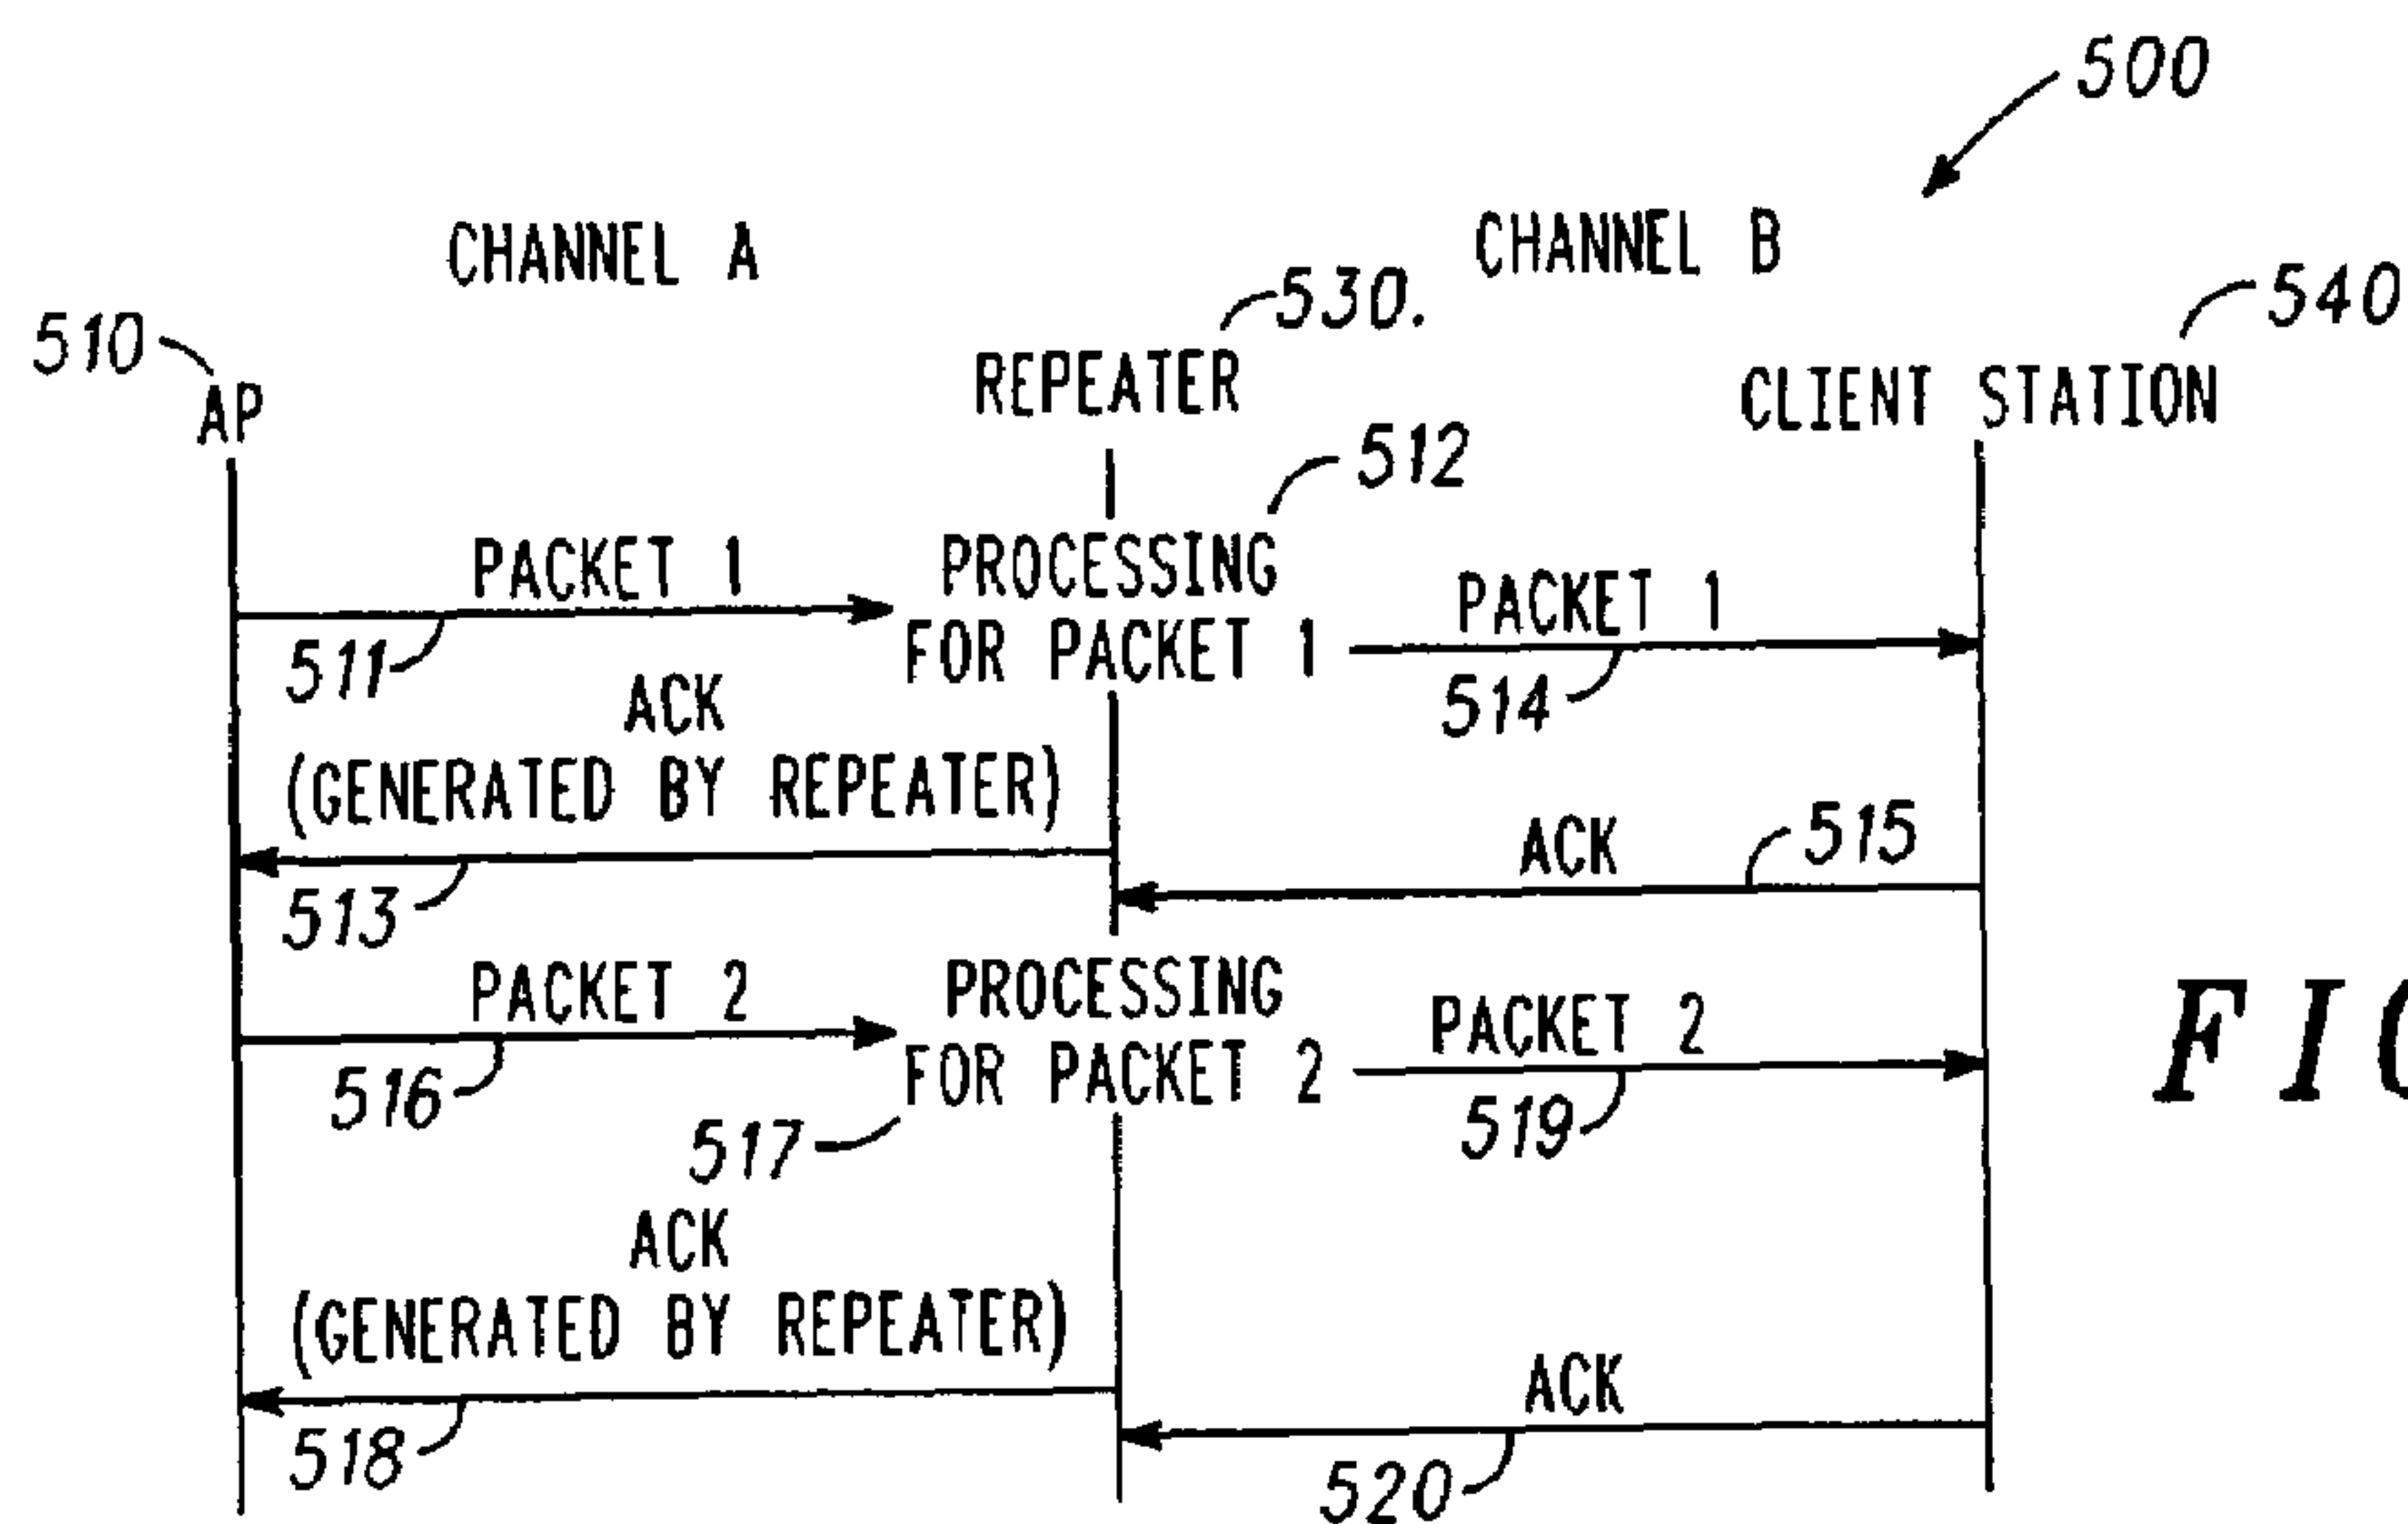 500
CHANNEL A
CHANNEL B
530.
540
510
AP
REPEATER
CLIENT STATION
512
PACKET 1
PROCESSING
FOR PACKET 1
PACKET 1
511
514
ACK
(GENERATED BY REPEATER)
515
ACK
513
PACKET 2
PROCESSING
FOR PACKET 2
PACKET 2
FI
516
519
517
ACK
(GENERATED BY REPEATER)
ACK
518
520